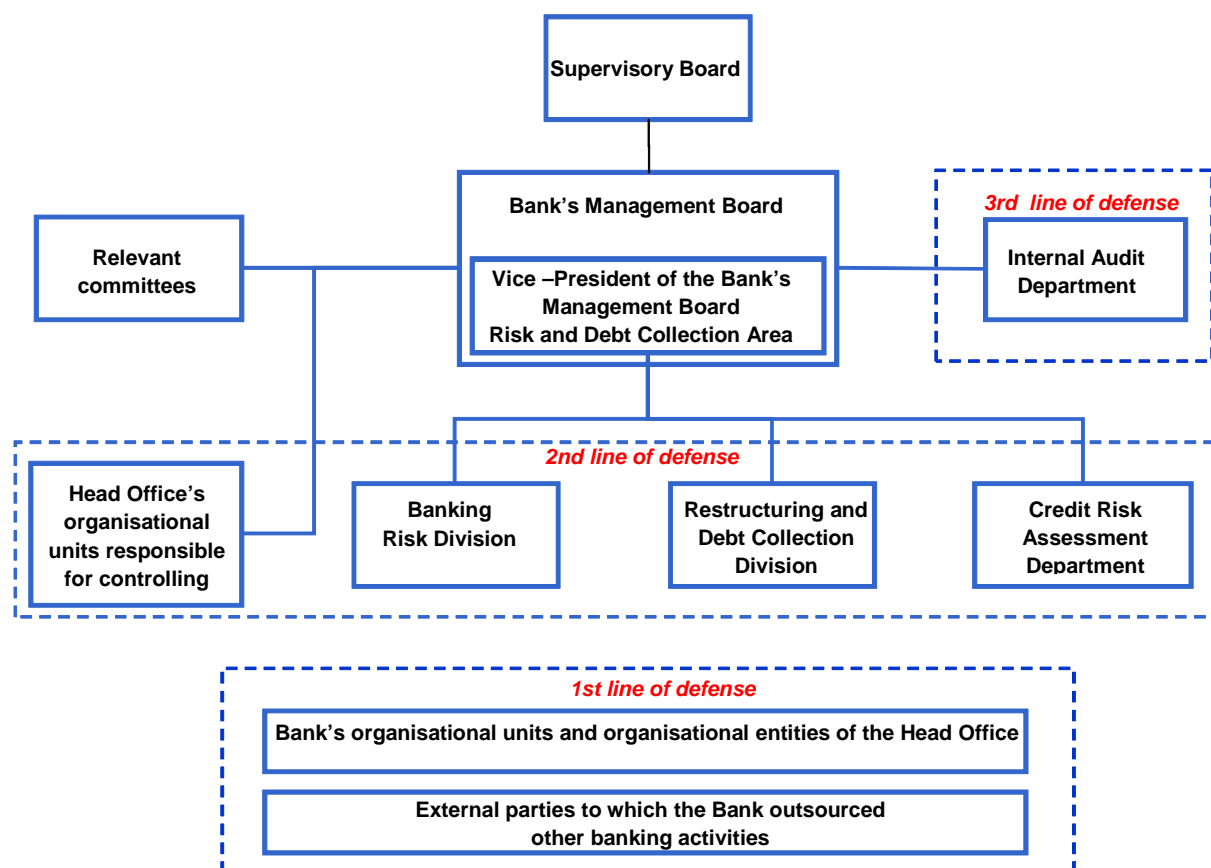 Supervisory Board
Bank's Management Board
3rd line of defense
Relevant
committees
Vice –President of the Bank's
Management Board
Risk and Debt Collection Area
Internal Audit
Department
2nd line of defense
Head Office's
organisational
units responsible
for controlling
Banking
Risk Division
Restructuring and
Debt Collection
Division
Credit Risk
Assessment
Department
1st line of defense
Bank's organisational units and organisational entities of the Head Office
External parties to which the Bank outsourced
other banking activities